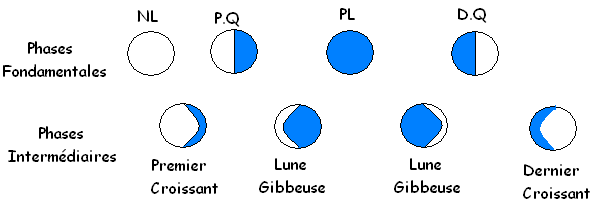 NL P.Q PL D.Q
Phases
Fondamentales
Phases
Intermédiaires
Premier
Croissant
Lune
Gibbeuse
Lune
Gibbeuse
Dernier
Croissant